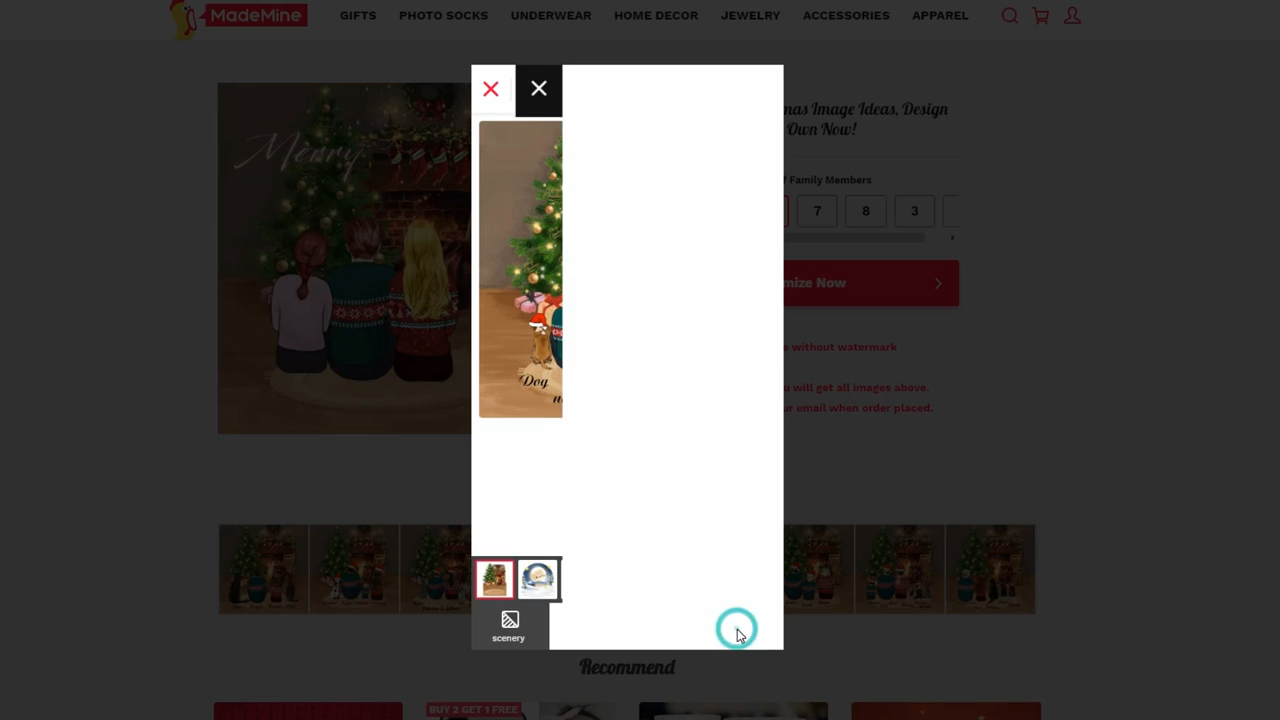 MadeMine
GIFTS PHOTO SOCKS UNDERWEAR HOME DECOR JEWELRY ACCESSORIES APPAREL
Merry
mas Image Ideas, Design
Own Now!
f Family Members
7 8 3
mize Now
e without watermark
u will get all images above.
ur email when order placed.
Dog
scenery
Recommend
BUY 2 GET 1 FREE